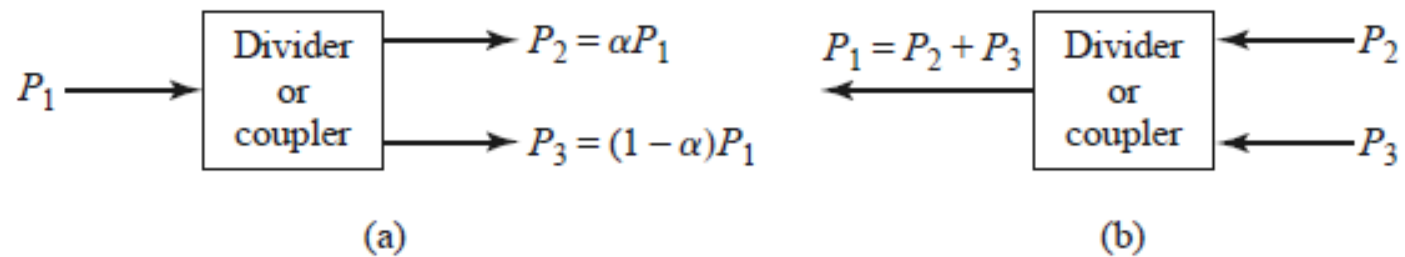 P₁
Divider
or
coupler
P₂ = αP₁
P₃ = (1 − α)P₁
(a)
P₁ = P₂ + P₃
Divider
or
coupler
P₂
P₃
(b)